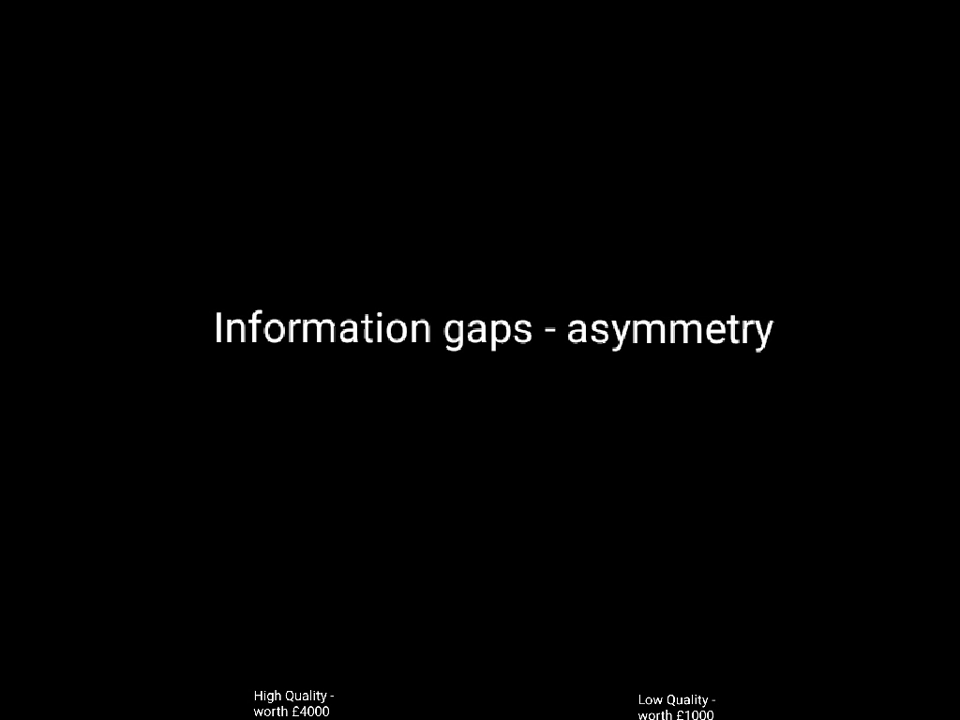 Information gaps - asymmetry
High Quality -
worth £4000
Low Quality -
worth £1000